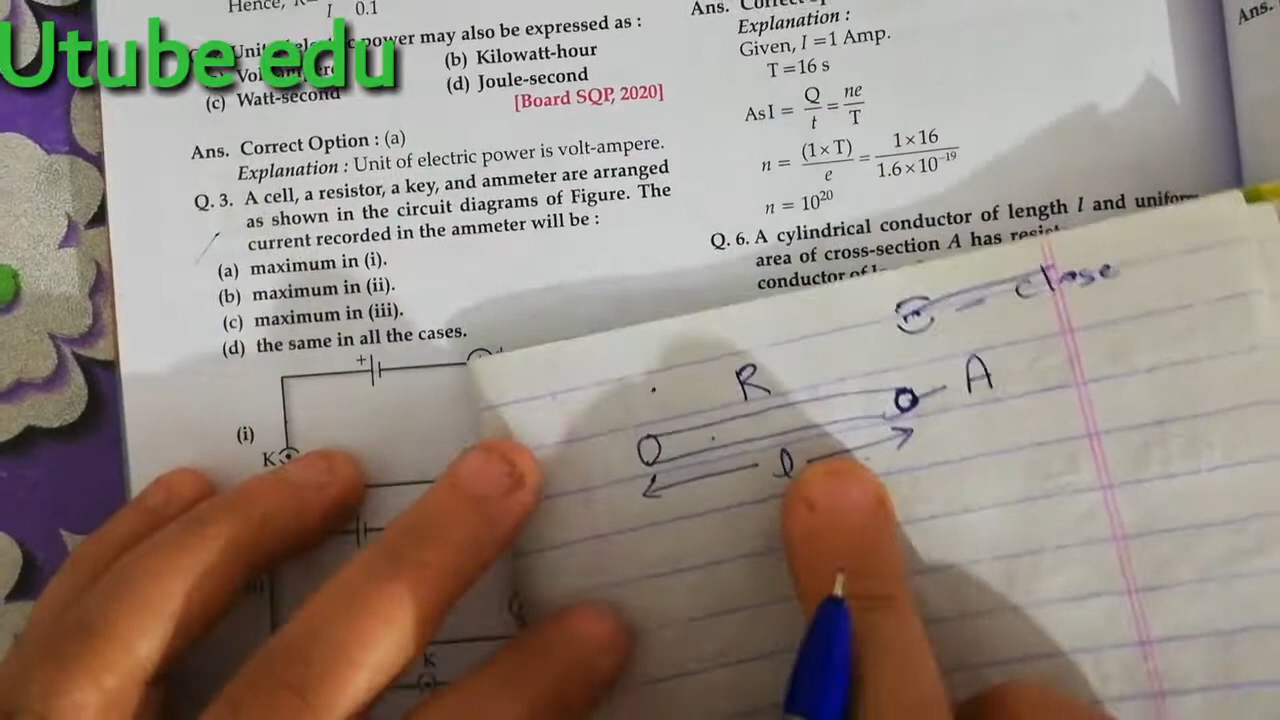 Hence,
I 0.1
Utube edu
power may also be expressed as :
(b) Kilowatt-hour
(c) Watt-second
(d) Joule-second
[Board SQP, 2020]
Ans. Correct Option : (a)
Explanation : Unit of electric power is volt-ampere.
Q. 3. A cell, a resistor, a key, and ammeter are arranged
as shown in the circuit diagrams of Figure. The
current recorded in the ammeter will be :
(a) maximum in (i).
(b) maximum in (ii).
(c) maximum in (iii).
(d) the same in all the cases.
+
(i)
K
K
Ans.
Explanation :
Given, I =1 Amp.
T=16 s
As I = Q/t = ne/T
n = (1×T)/e = 1×16/1.6×10⁻¹⁹
n = 10²⁰
Q. 6. A cylindrical conductor of length l and uniform
area of cross-section A has
conductor of
close
R
A
l
Ans.